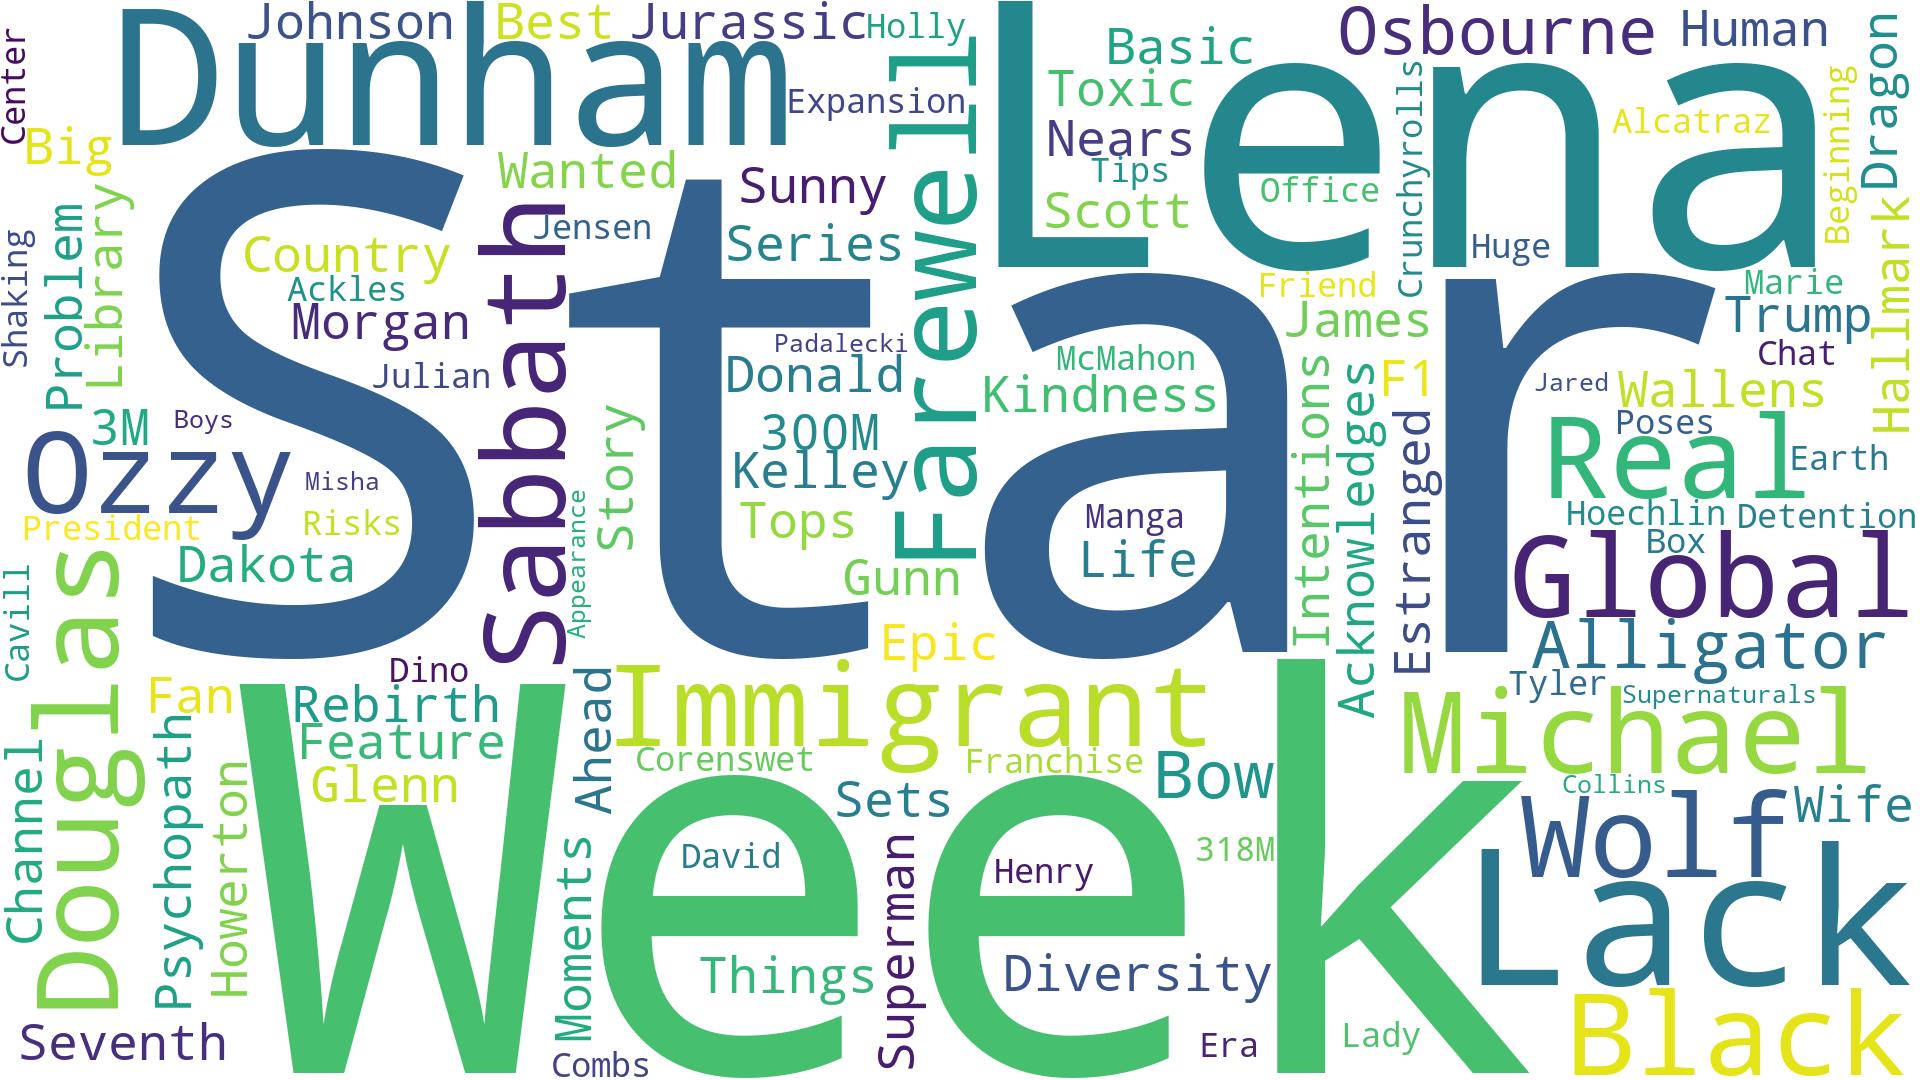 Star
Week
Lena
Dunham
Sabbath
Farewell
Douglas
Immigrant
Lack
Black
Michael
Global
Wolf
Real
Ozzy
Osbourne
Alligator
Bow
Johnson
Best
Jurassic
Holly
Basic
Human
Dragon
Center
Big
Expansion
Toxic
Nears
Tips
Scott
Office
Crunchyrolls
Alcatraz
Beginning
Hallmark
Wanted
Sunny
Jensen
Series
Huge
Shaking
Problem
Library
Country
Ackles
Morgan
Julian
Friend
James
Marie
Trump
Chat
Padalecki
Donald
McMahon
Kindness
F1
Jared
Wallens
Poses
3M
Boys
Misha
Story
300M
Kelley
Intentions
Acknowledges
Estranged
Earth
President
Risks
Appearance
Tops
Manga
Life
Hoechlin
Detention
Box
Dakota
Gunn
Cavill
Epic
Dino
Tyler
Supernaturals
Fan
Rebirth
Feature
Glenn
Ahead
Corenswet
Franchise
Sets
Collins
Wife
Channel
Psychopath
Howerton
Moments
David
Superman
Henry
318M
Things
Diversity
Seventh
Combs
Era
Lady